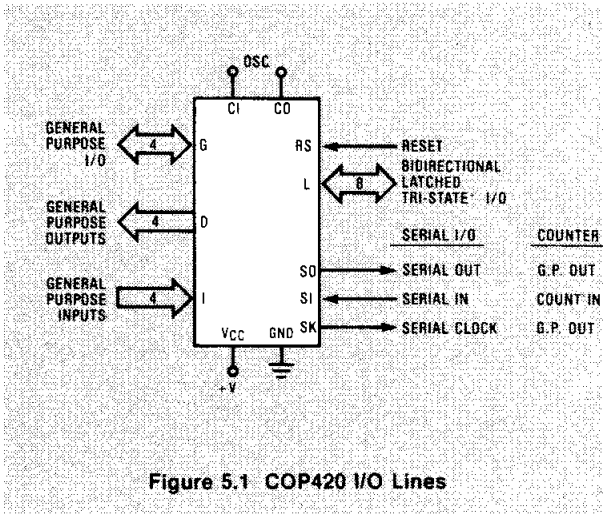 OSC
CI CO
GENERAL
PURPOSE
I/O
4
G
RS
RESET
L
8
BIDIRECTIONAL
LATCHED
TRI-STATE® I/O
GENERAL
PURPOSE
OUTPUTS
4
D
SERIAL I/O COUNTER
SO
SERIAL OUT G.P. OUT
GENERAL
PURPOSE
INPUTS
4
I
SI
SERIAL IN COUNT IN
SK
SERIAL CLOCK G.P. OUT
VCC GND
+V
Figure 5.1 COP420 I/O Lines